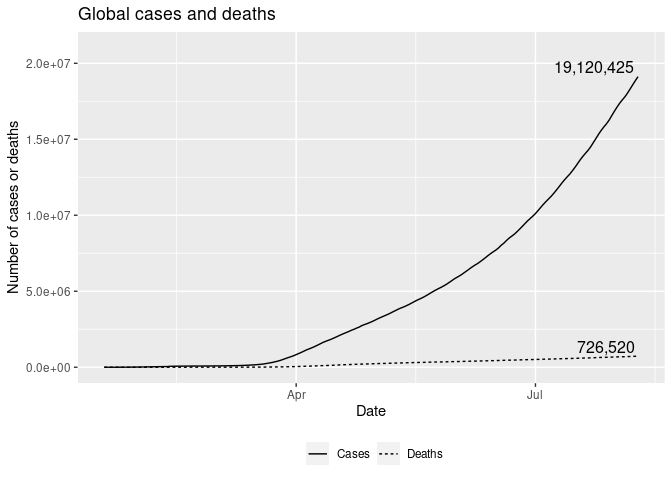 Global cases and deaths
19,120,425
2.0e+07
1.5e+07
1.0e+07
5.0e+06
0.0e+00
726,520
Number of cases or deaths
Apr
Jul
Date
Cases
Deaths